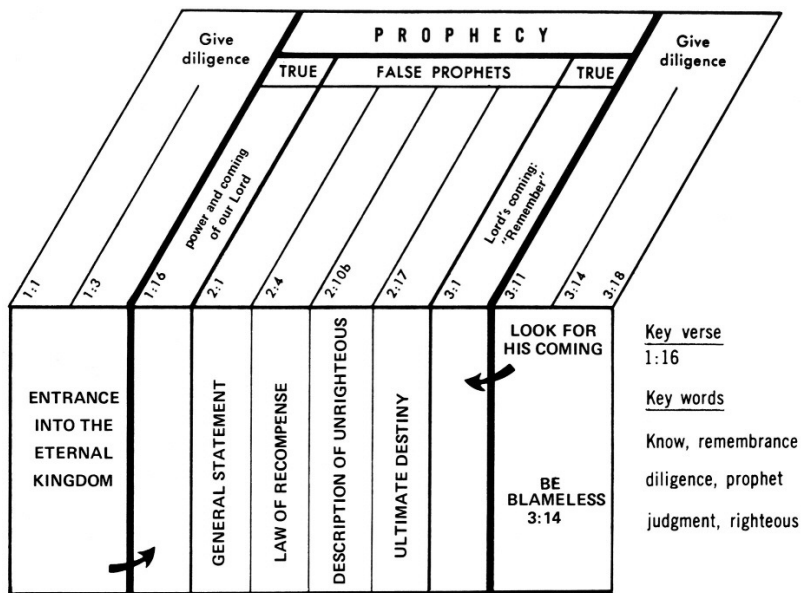 PROPHECY
Give
diligence
TRUE
FALSE PROPHETS
TRUE
Give
diligence
power and coming
of our Lord
Lord's coming:
"Remember"
1:1
1:3
1:16
2:1
2:4
2:10b
2:17
3:1
3:11
3:14
3:18
ENTRANCE
INTO THE
ETERNAL
KINGDOM
GENERAL STATEMENT
LAW OF RECOMPENSE
DESCRIPTION OF UNRIGHTEOUS
ULTIMATE DESTINY
LOOK FOR
HIS COMING
BE
BLAMELESS
3:14
Key verse
1:16
Key words
Know, remembrance
diligence, prophet
judgment, righteous